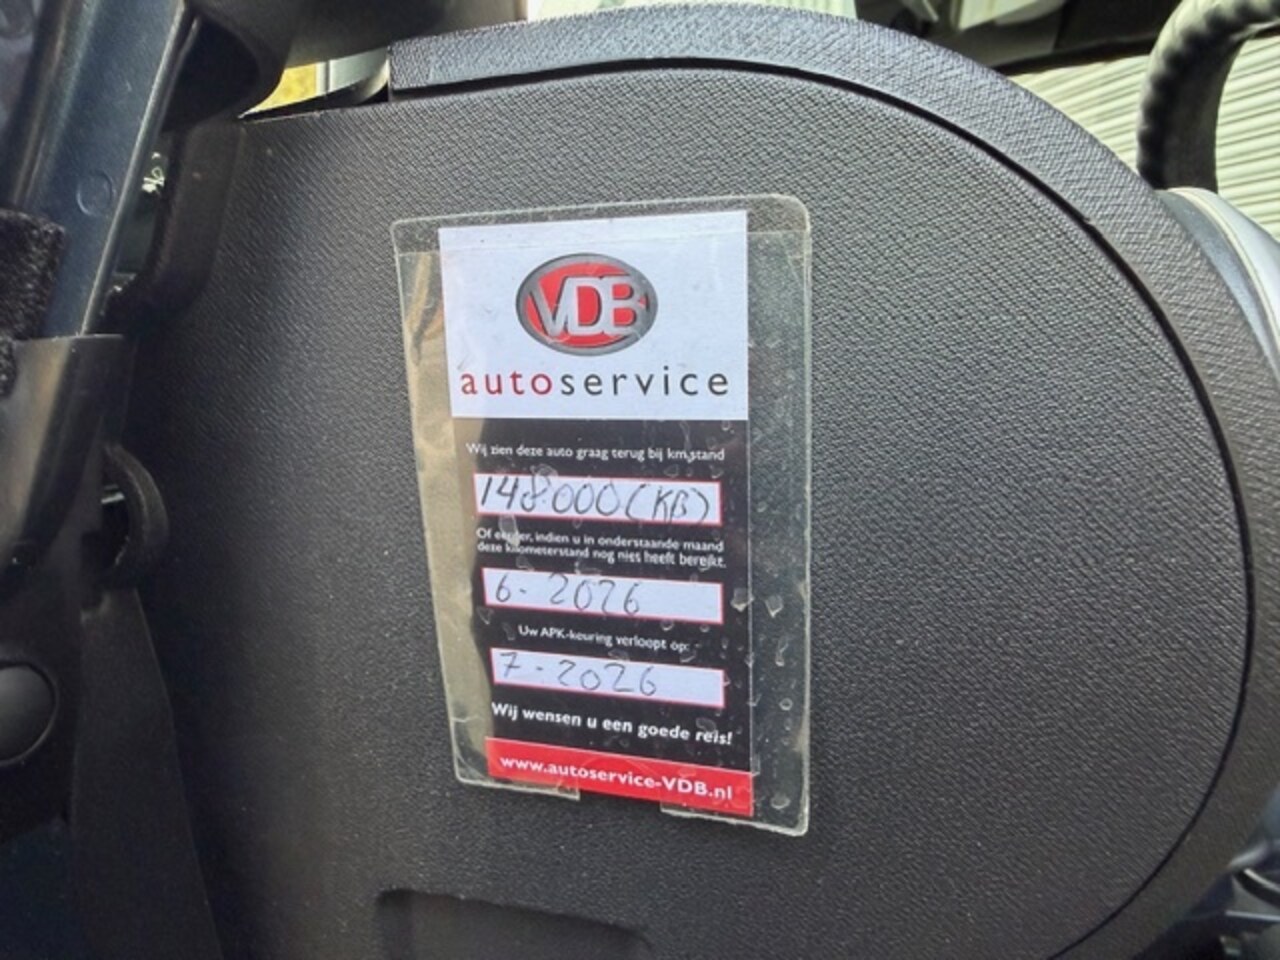 VDB
autoservice
Wij zien deze auto graag terug bij km.stand
148.000 (KB)
Of eerder, indien u in onderstaande maand
deze kilometerstand nog niet heeft bereikt.
6-2026
Uw APK-keuring verloopt op:
7-2026
Wij wensen u een goede reis!
www.autoservice-VDB.nl